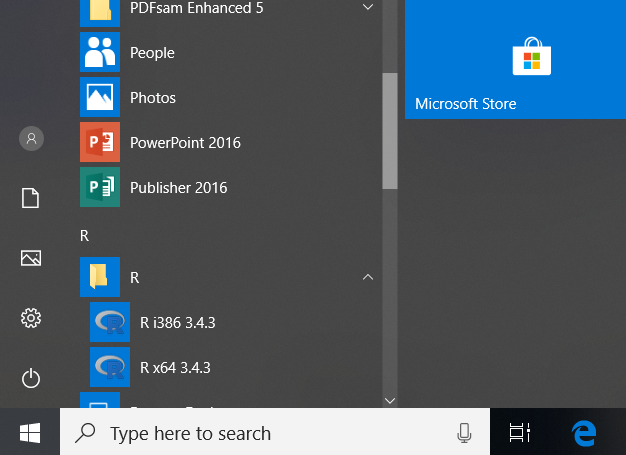 PDFsam Enhanced 5
People
Photos
PowerPoint 2016
Publisher 2016
R
R
R i386 3.4.3
R x64 3.4.3
Microsoft Store
Type here to search